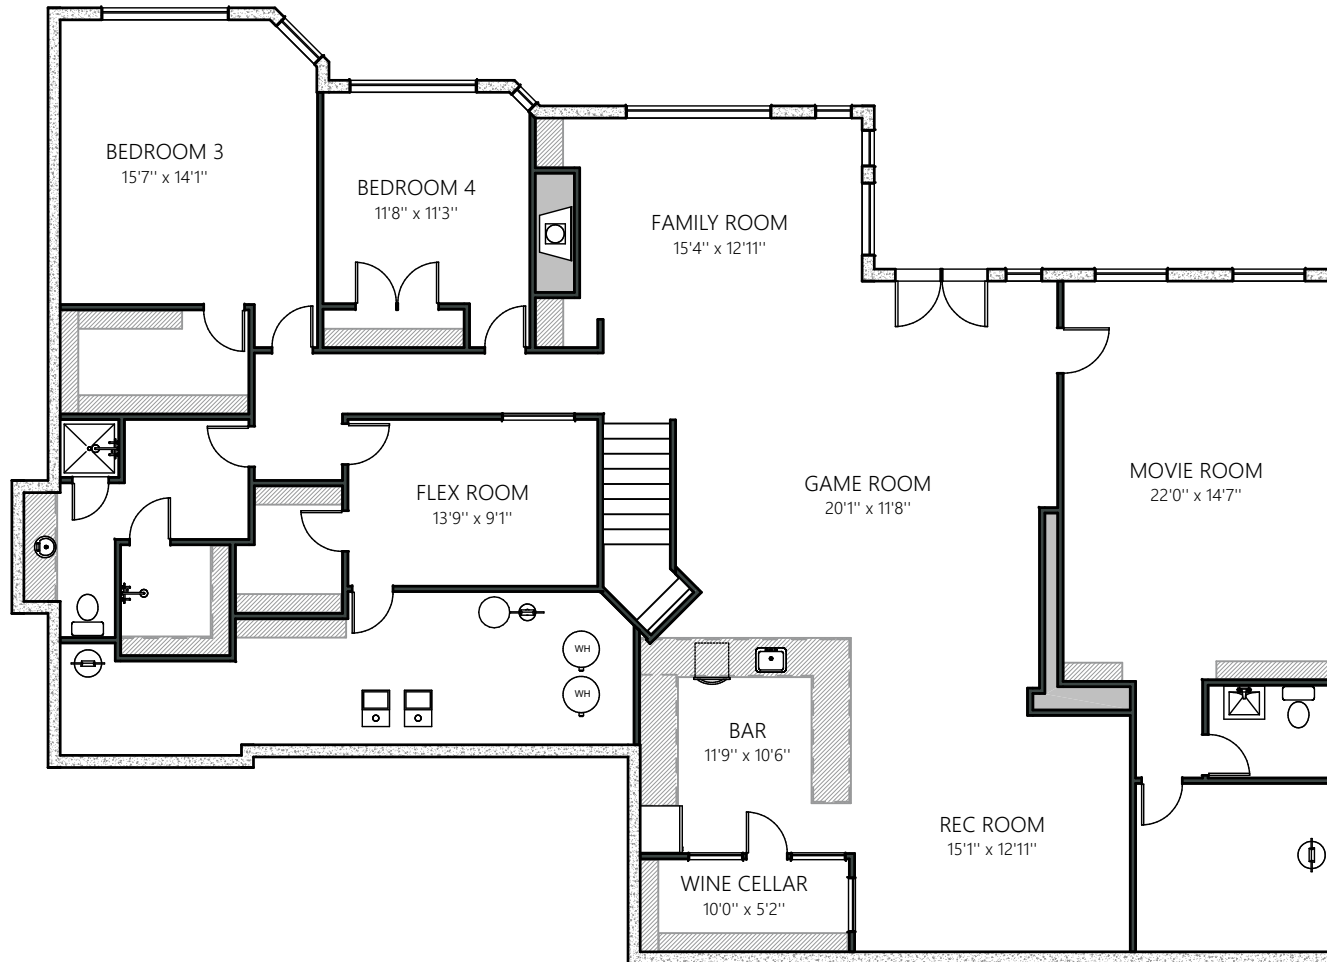 BEDROOM 3
15'7'' x 14'1''
BEDROOM 4
11'8'' x 11'3''
FAMILY ROOM
15'4'' x 12'11''
GAME ROOM
20'1'' x 11'8''
MOVIE ROOM
22'0'' x 14'7''
FLEX ROOM
13'9'' x 9'1''
WH
WH
BAR
11'9'' x 10'6''
REC ROOM
15'1'' x 12'11''
WINE CELLAR
10'0'' x 5'2''